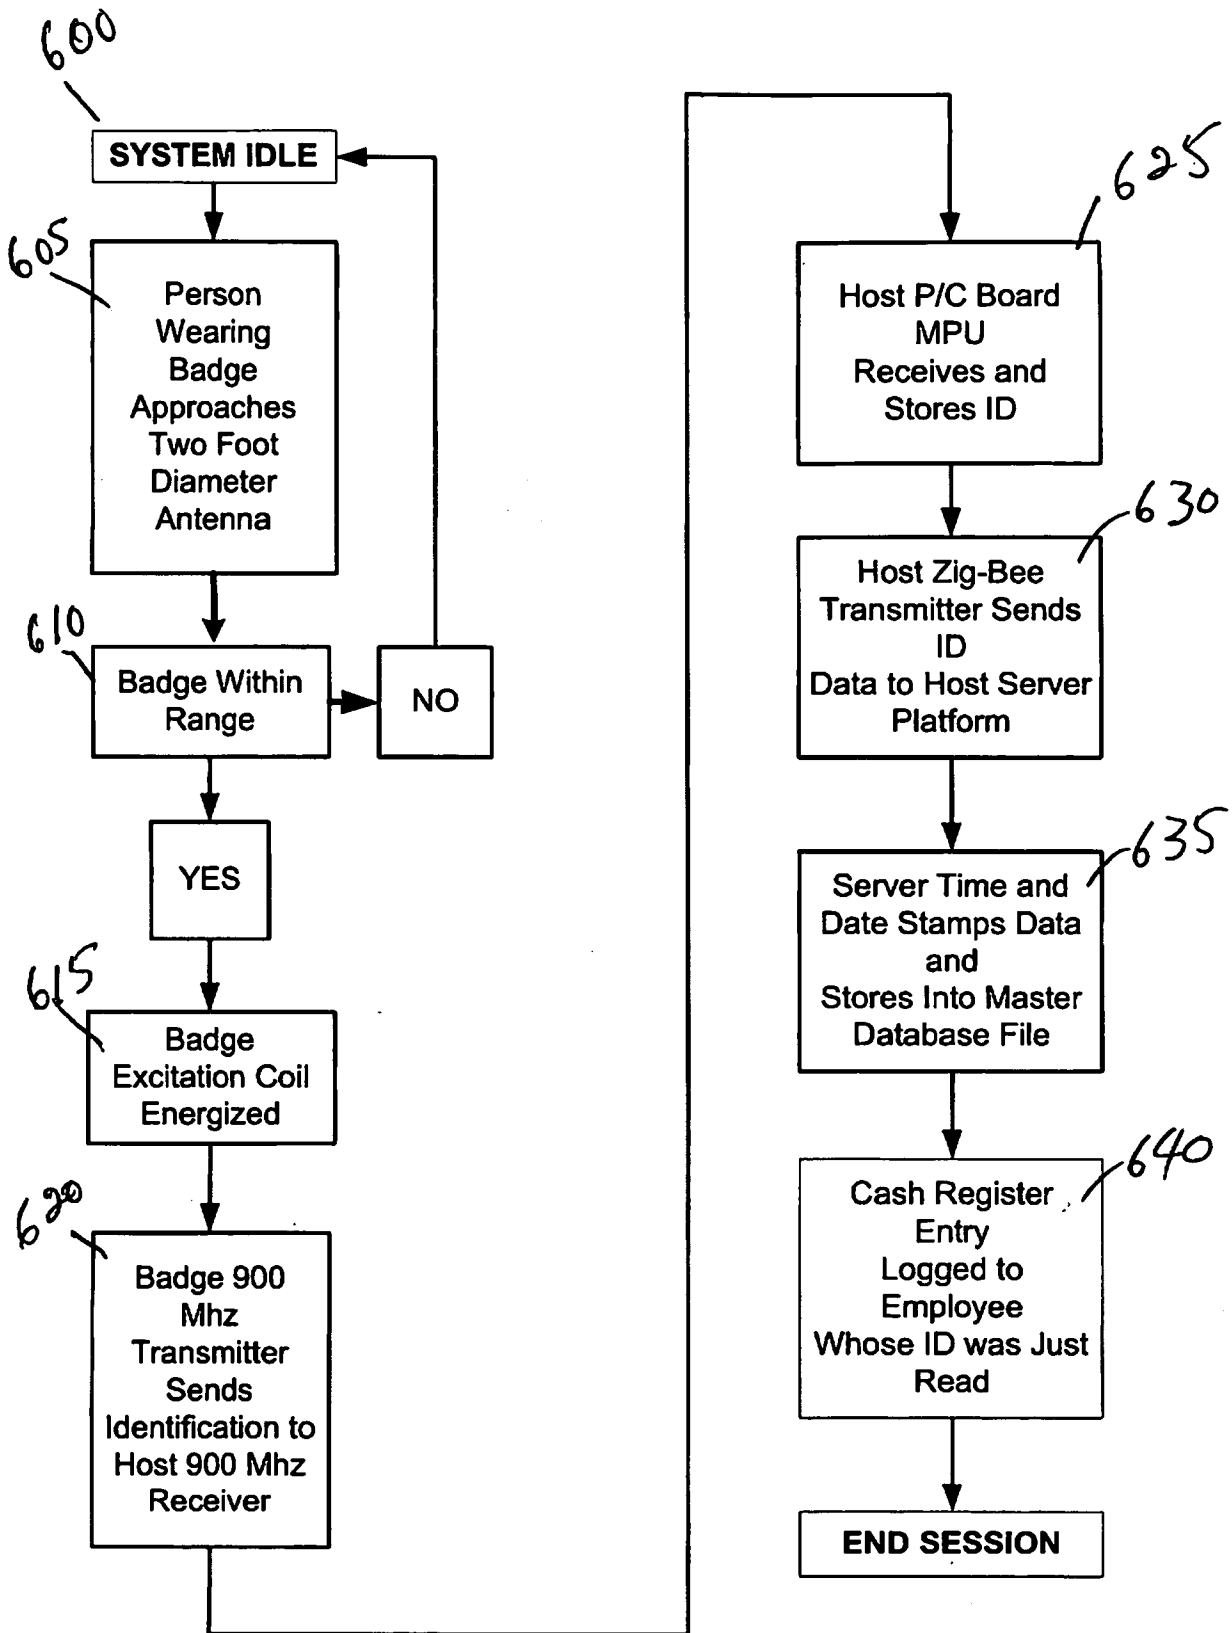 600
SYSTEM IDLE
605
Person
Wearing
Badge
Approaches
Two Foot
Diameter
Antenna
610
Badge Within
Range
NO
YES
615
Badge
Excitation Coil
Energized
620
Badge 900
Mhz
Transmitter
Sends
Identification to
Host 900 Mhz
Receiver
625
Host P/C Board
MPU
Receives and
Stores ID
630
Host Zig-Bee
Transmitter Sends
ID
Data to Host Server
Platform
635
Server Time and
Date Stamps Data
and
Stores Into Master
Database File
640
Cash Register
Entry
Logged to
Employee
Whose ID was Just
Read
END SESSION